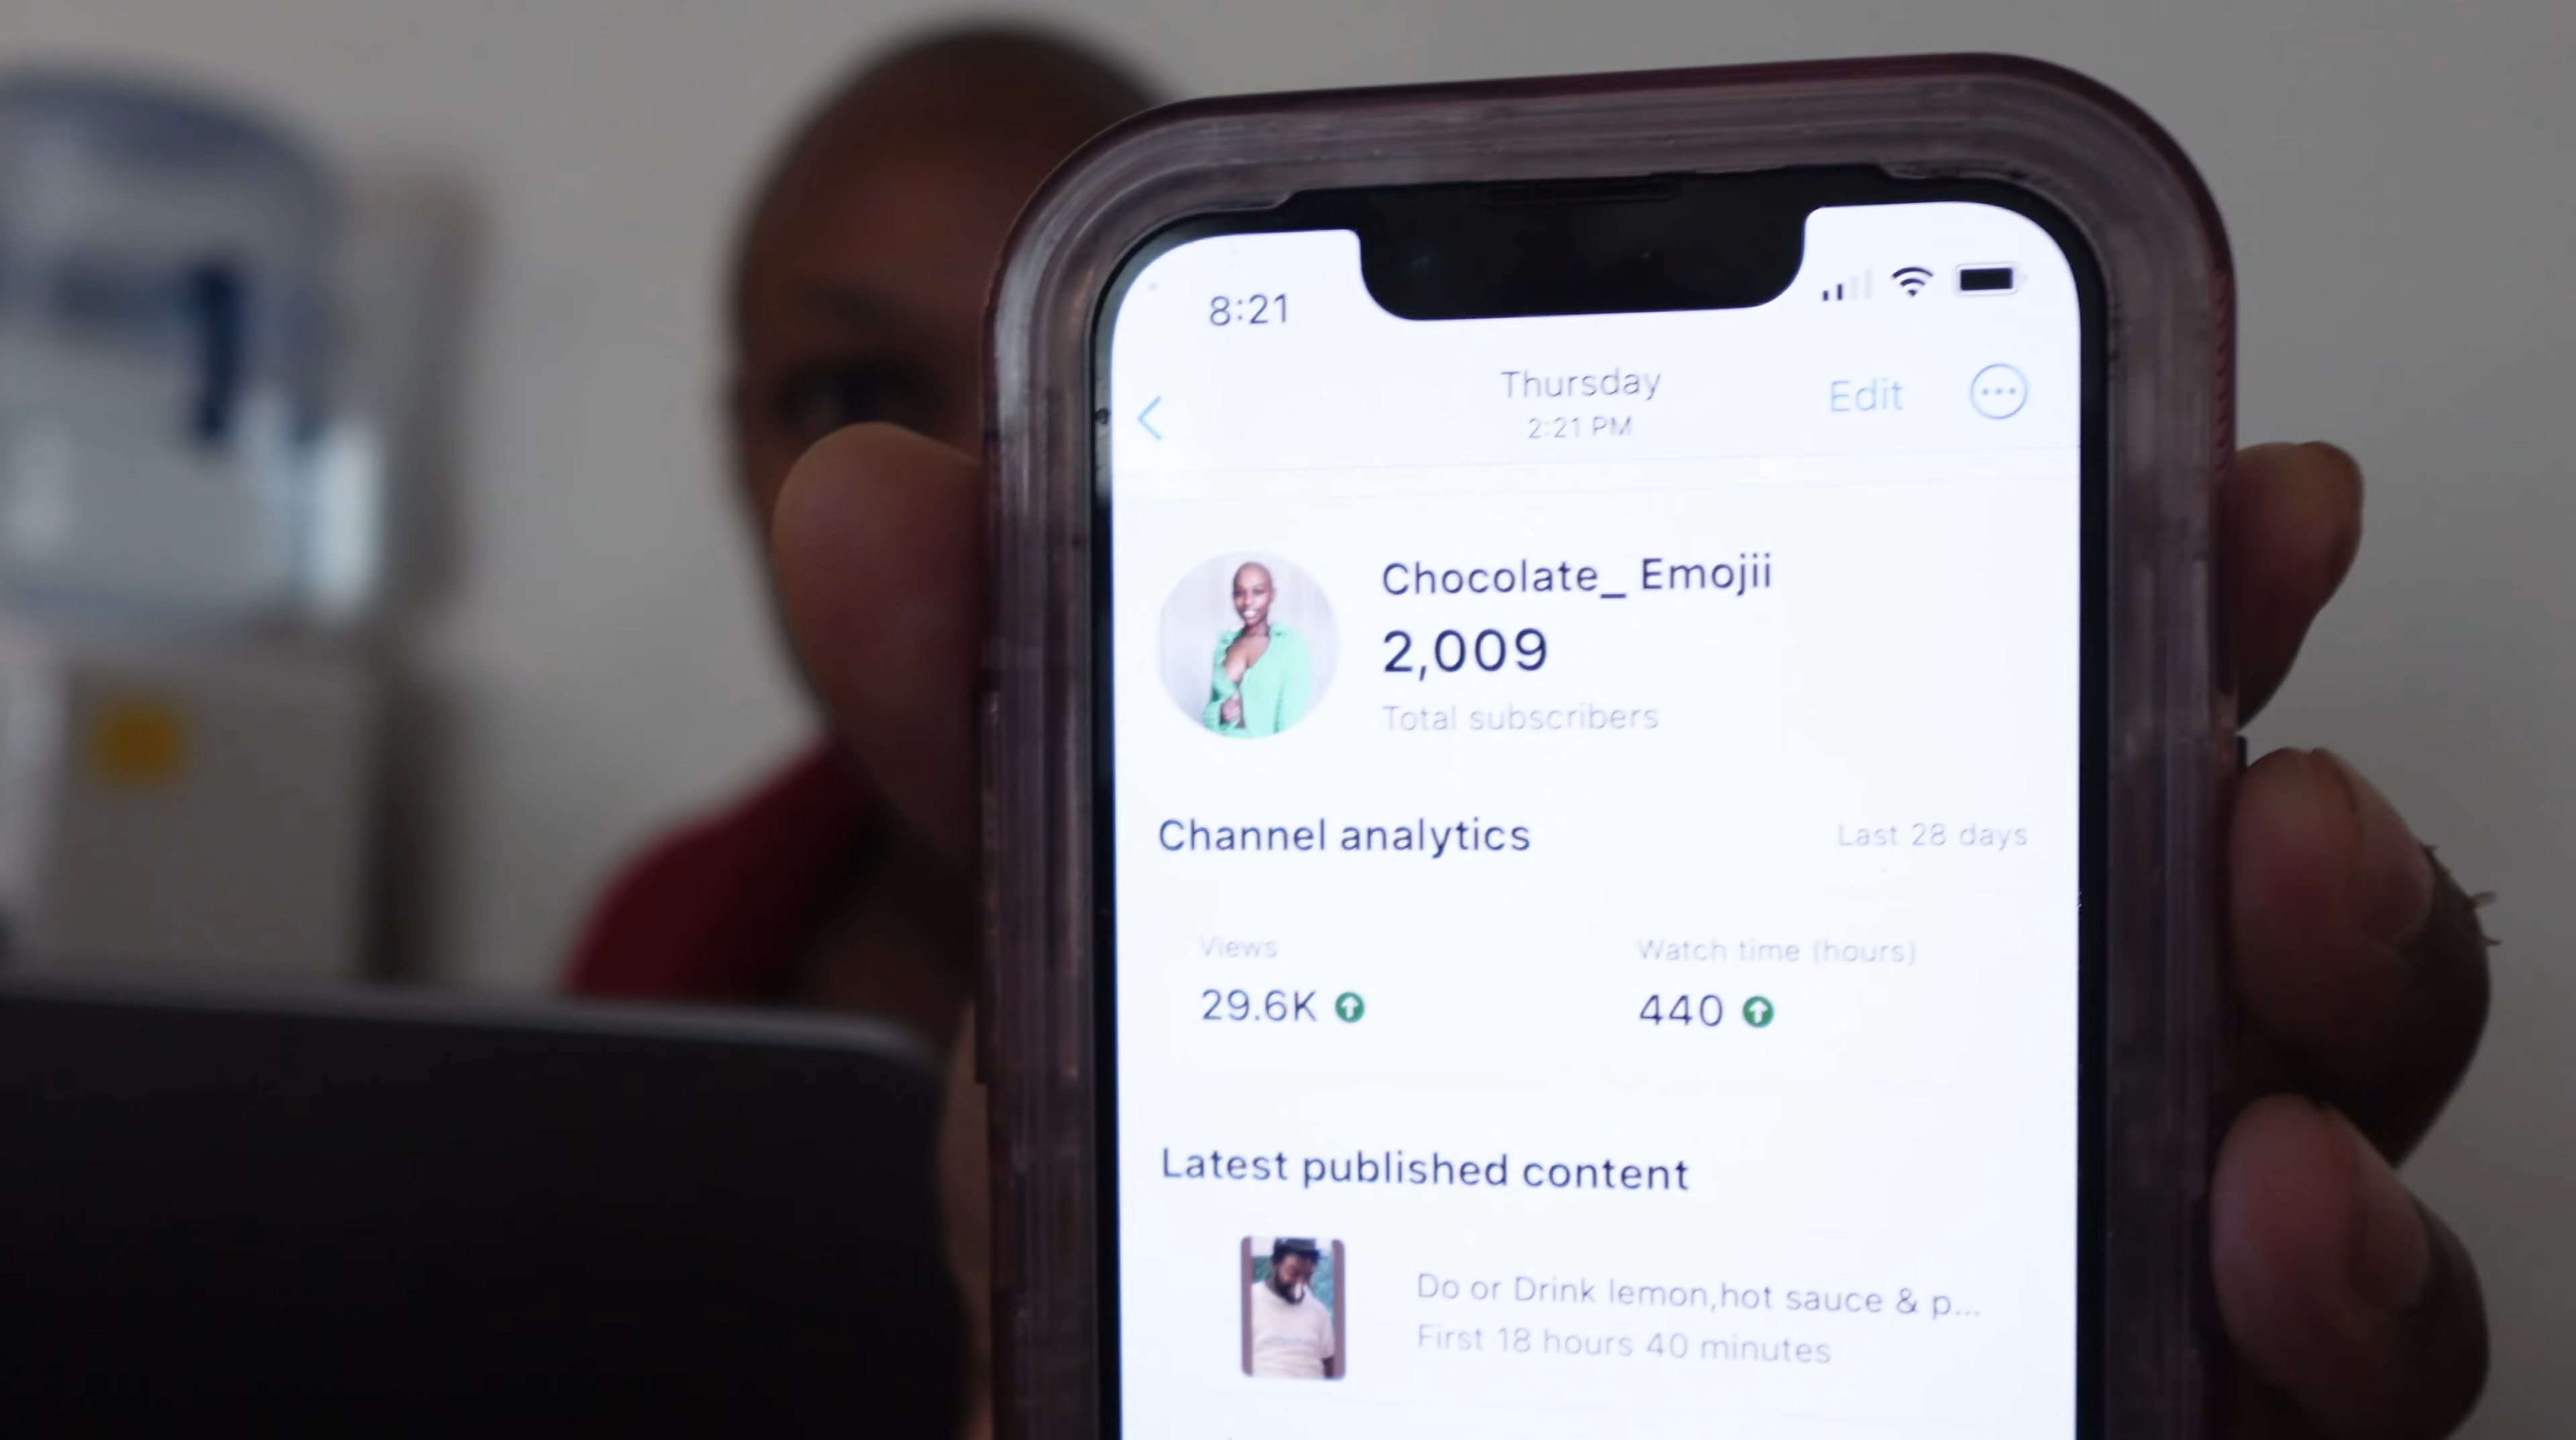 8:21
Thursday
2:21 PM
Edit
Chocolate_ Emojii
2,009
Total subscribers
Channel analytics
Last 28 days
Views
Watch time (hours)
29.6K
440
Latest published content
Do or Drink lemon,hot sauce & p...
First 18 hours 40 minutes